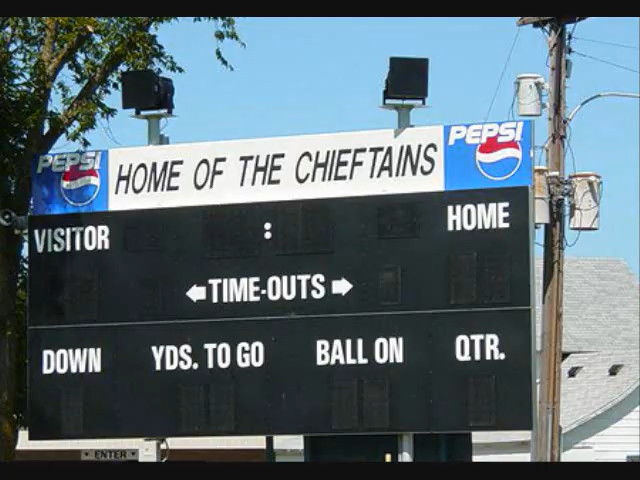 PEPSI HOME OF THE CHIEFTAINS PEPSI
VISITOR : HOME
TIME-OUTS
DOWN YDS. TO GO BALL ON QTR.
ENTER